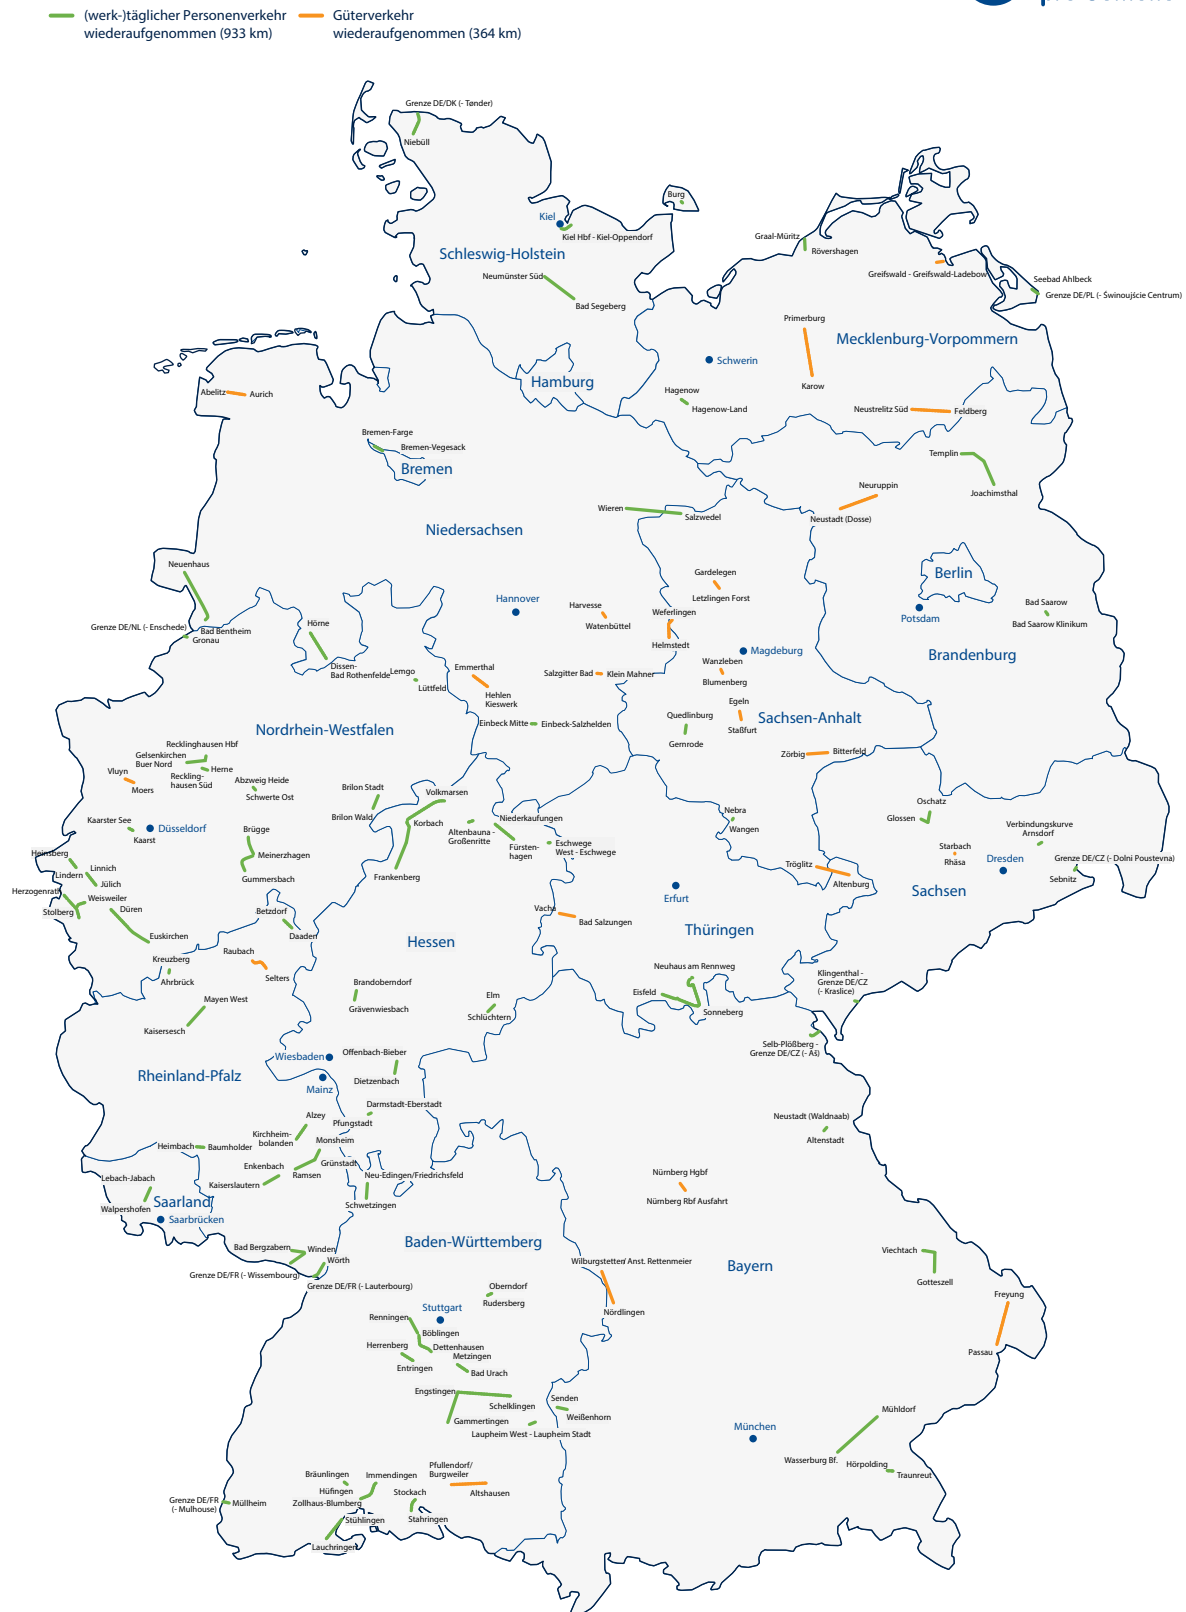 (werk-)täglicher Personenverkehr
wiederaufgenommen (933 km)
Güterverkehr
wiederaufgenommen (364 km)
Grenze DE/DK (- Tønder)
Niebüll
Burg
Kiel
Kiel Hbf - Kiel-Oppendorf
Schleswig-Holstein
Graal-Müritz
Rövershagen
Greifswald - Greifswald-Ladebow
Neumünster Süd
Bad Segeberg
Seebad Ahlbeck
Grenze DE/PL (- Świnoujście Centrum)
Primerburg
Mecklenburg-Vorpommern
Schwerin
Hamburg
Karow
Abelitz
Aurich
Hagenow
Hagenow-Land
Neustrelitz Süd
Feldberg
Bremen-Farge
Bremen-Vegesack
Bremen
Templin
Joachimsthal
Neuruppin
Neustadt (Dosse)
Wieren
Salzwedel
Niedersachsen
Neuenhaus
Gardelegen
Letzlingen Forst
Berlin
Hannover
Harvesse
Watenbüttel
Weferlingen
Helmstedt
Potsdam
Bad Saarow
Bad Saarow Klinikum
Grenze DE/NL (- Enschede)
Bad Bentheim
Gronau
Hörne
Dissen-
Bad Rothenfelde
Lemgo
Lüttfeld
Emmerthal
Hehlen
Kieswerk
Salzgitter Bad
Klein Mahner
Magdeburg
Wanzleben
Blumenberg
Brandenburg
Egeln
Staßfurt
Quedlinburg
Gernrode
Sachsen-Anhalt
Einbeck Mitte
Einbeck-Salzhelden
Nordrhein-Westfalen
Zörbig
Bitterfeld
Recklinghausen Hbf
Gelsenkirchen
Buer Nord
Reckling-
hausen Süd
Herne
Vluyn
Moers
Abzweig Heide
Schwerte Ost
Brilon Stadt
Brilon Wald
Volkmarsen
Korbach
Frankenberg
Altenbauna -
Großenritte
Niederkaufungen
Fürsten-
hagen
Eschwege
West - Eschwege
Nebra
Wangen
Oschatz
Glossen
Verbindungskurve
Arnsdorf
Starbach
Rhäsa
Dresden
Grenze DE/CZ (- Dolni Poustevna)
Sebnitz
Sachsen
Kaarster See
Kaarst
Düsseldorf
Brügge
Meinerzhagen
Gummersbach
Heinsberg
Lindern
Linnich
Jülich
Herzogenrath
Stolberg
Weisweiler
Düren
Euskirchen
Tröglitz
Altenburg
Erfurt
Thüringen
Vacha
Bad Salzungen
Betzdorf
Daaden
Hessen
Kreuzberg
Ahrbrück
Raubach
Selters
Mayen West
Kaisersesch
Brandoberndorf
Grävenwiesbach
Elm
Schlüchtern
Neuhaus am Rennweg
Eisfeld
Sonneberg
Klingenthal -
Grenze DE/CZ
(- Kraslice)
Selb-Plößberg -
Grenze DE/CZ (- Aš)
Wiesbaden
Mainz
Rheinland-Pfalz
Offenbach-Bieber
Dietzenbach
Darmstadt-Eberstadt
Pfungstadt
Neustadt (Waldnaab)
Altenstadt
Alzey
Kirchheim-
bolanden
Monsheim
Grünstadt
Heimbach
Baumholder
Enkenbach
Ramsen
Kaiserslautern
Neu-Edingen/Friedrichsfeld
Schwetzingen
Lebach-Jabach
Walpershofen
Saarland
Saarbrücken
Nürnberg Hgbf
Nürnberg Rbf Ausfahrt
Baden-Württemberg
Bayern
Bad Bergzabern
Winden
Grenze DE/FR (- Wissembourg)
Wörth
Grenze DE/FR (- Lauterbourg)
Wilburgstetten/ Anst. Rettenmeier
Nördlingen
Viechtach
Gotteszell
Freyung
Passau
Oberndorf
Rudersberg
Stuttgart
Renningen
Böblingen
Dettenhausen
Herrenberg
Entringen
Metzingen
Bad Urach
Engstingen
Schelklingen
Gammertingen
Senden
Weißenhorn
Laupheim West - Laupheim Stadt
München
Mühldorf
Wasserburg Bf.
Hörpolding
Traunreut
Pfullendorf/
Burgweiler
Altshausen
Bräunlingen
Hüfingen
Immendingen
Zollhaus-Blumberg
Stockach
Stahringen
Grenze DE/FR
(- Mulhouse)
Müllheim
Stühlingen
Lauchringen